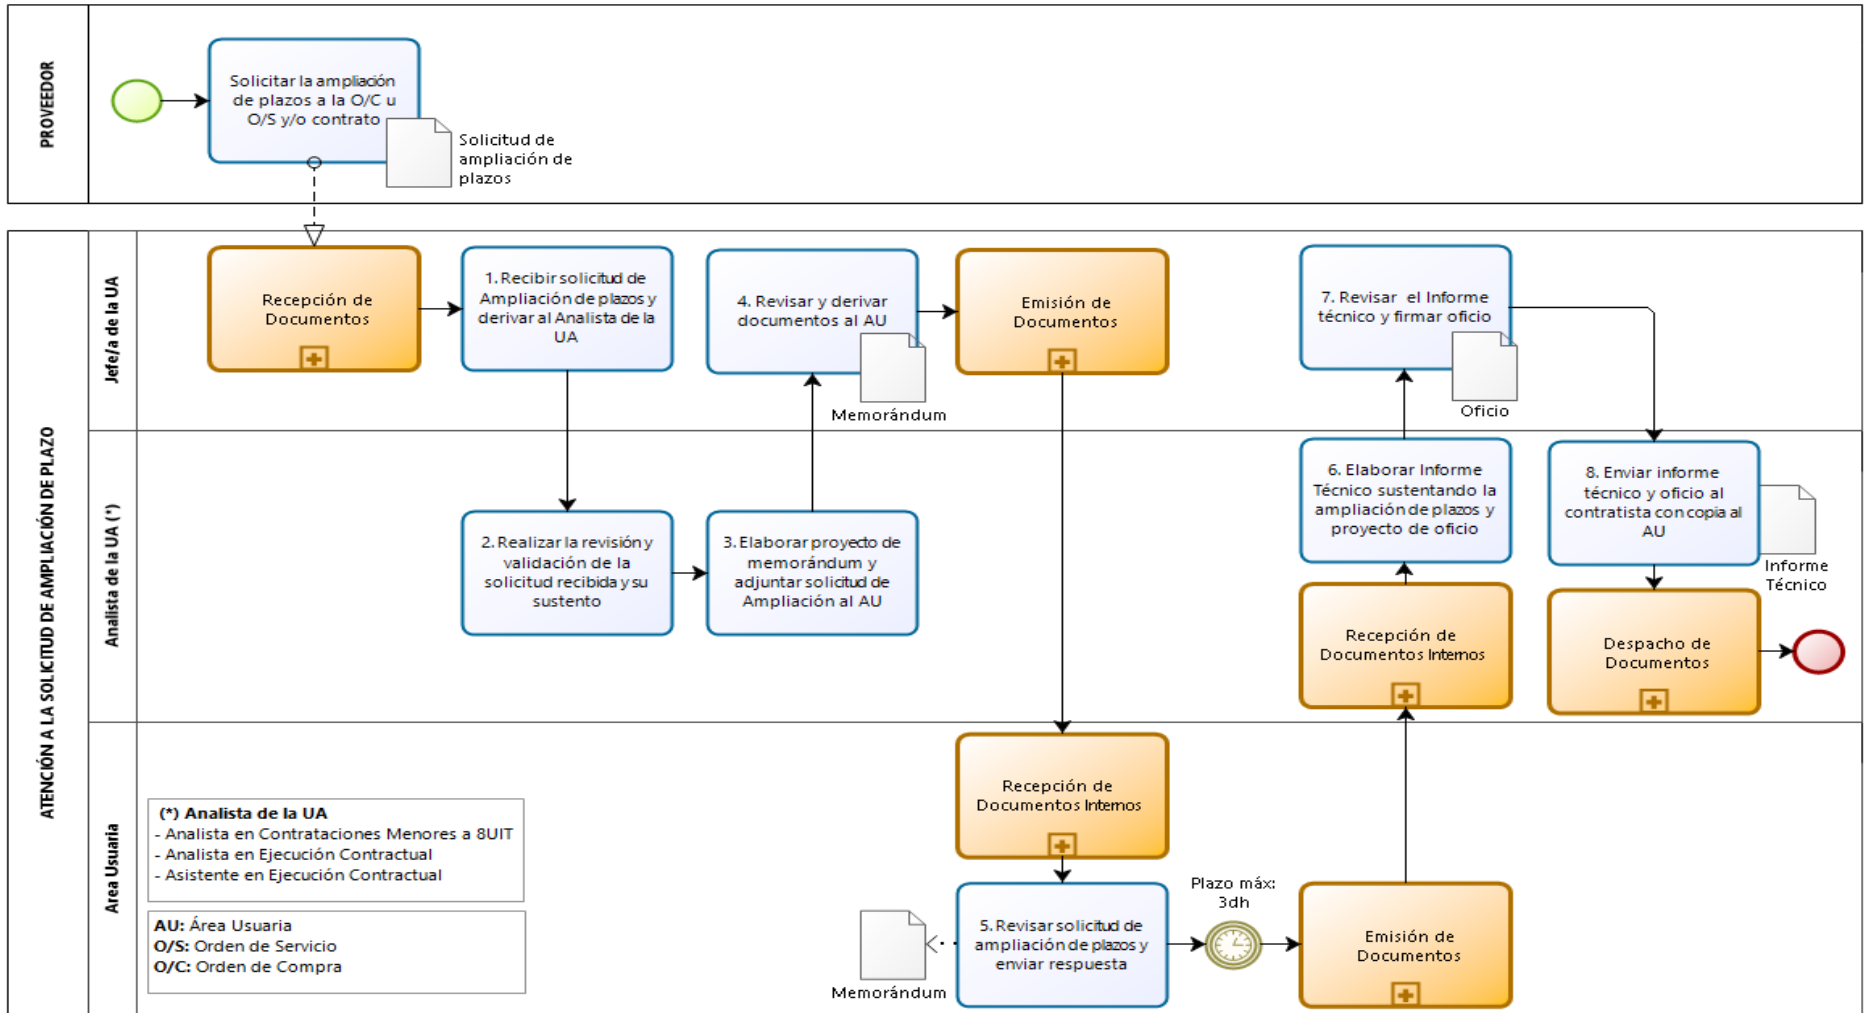 PROVEEDOR
Solicitar la ampliación
de plazos a la O/C u
O/S y/o contrato
Solicitud de
ampliación de
plazos
ATENCIÓN A LA SOLICITUD DE AMPLIACIÓN DE PLAZO
Jefe/a de la UA
Recepción de
Documentos
1. Recibir solicitud de
Ampliación de plazos y
derivar al Analista de la
UA
4. Revisar y derivar
documentos al AU
Memorándum
Emisión de
Documentos
7. Revisar el Informe
técnico y firmar oficio
Oficio
Analista de la UA (*)
2. Realizar la revisión y
validación de la
solicitud recibida y su
sustento
3. Elaborar proyecto de
memorándum y
adjuntar solicitud de
Ampliación al AU
6. Elaborar Informe
Técnico sustentando la
ampliación de plazos y
proyecto de oficio
8. Enviar informe
técnico y oficio al
contratista con copia al
AU
Informe
Técnico
Recepción de
Documentos Internos
Despacho de
Documentos
Area Usuaria
(*) Analista de la UA
- Analista en Contrataciones Menores a 8UIT
- Analista en Ejecución Contractual
- Asistente en Ejecución Contractual
AU: Área Usuaria
O/S: Orden de Servicio
O/C: Orden de Compra
Recepción de
Documentos Internos
5. Revisar solicitud de
ampliación de plazos y
enviar respuesta
Memorándum
Plazo máx:
3dh
Emisión de
Documentos